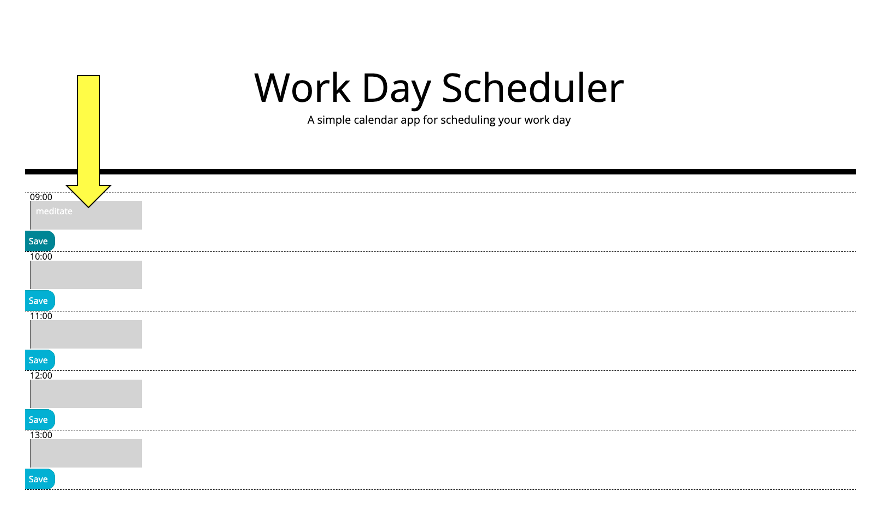 Work Day Scheduler
A simple calendar app for scheduling your work day
09:00
meditate
Save
10:00
Save
11:00
Save
12:00
Save
13:00
Save